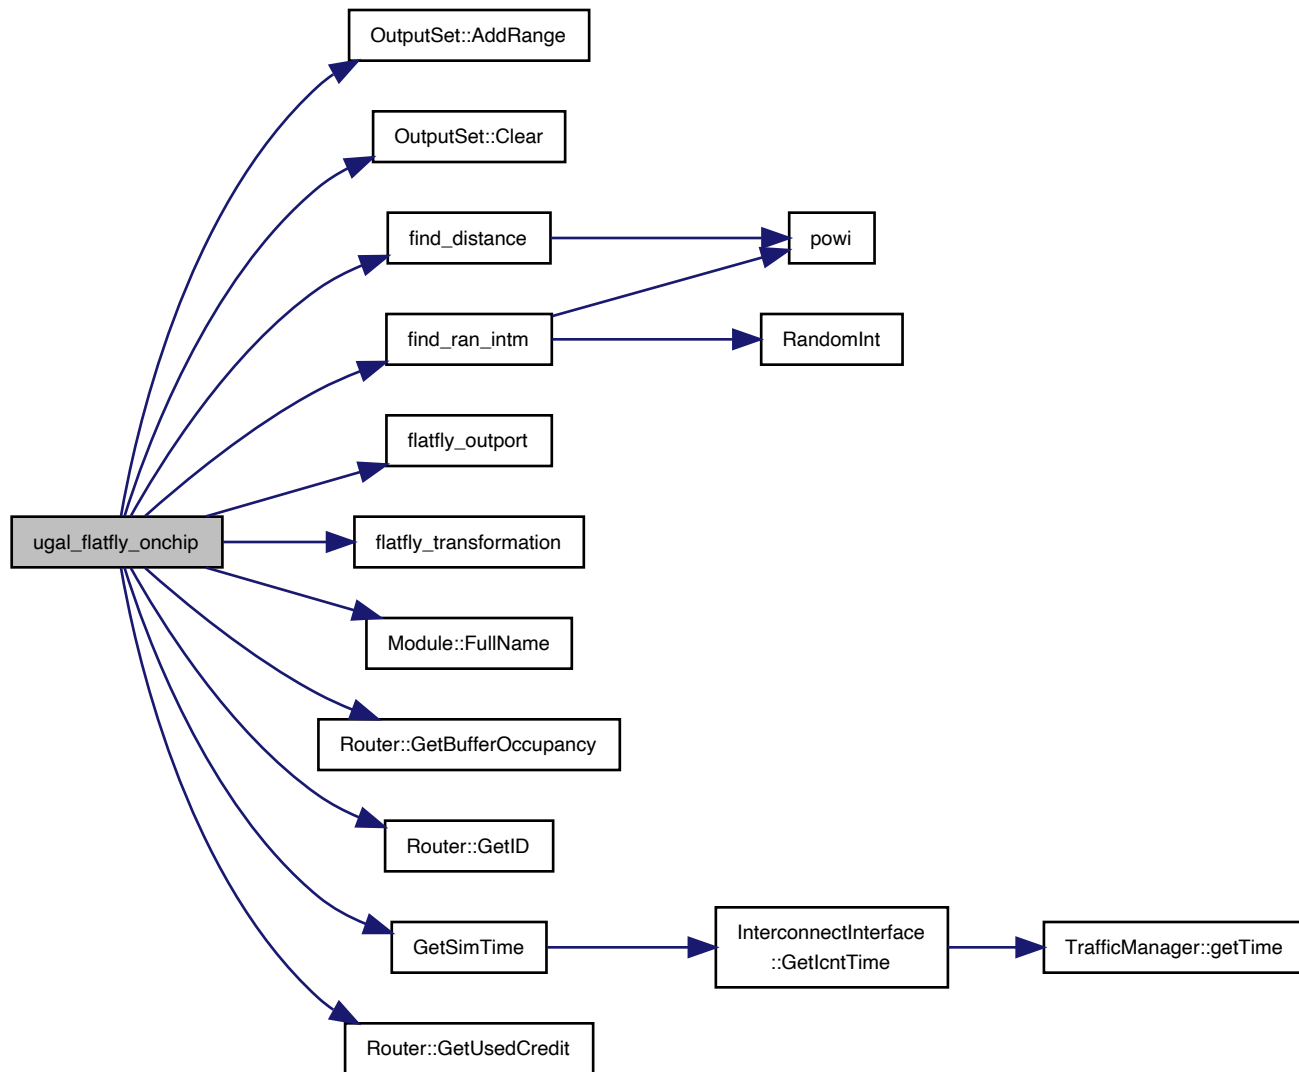 OutputSet::AddRange
OutputSet::Clear
find_distance
powi
find_ran_intm
RandomInt
flatfly_outport
ugal_flatfly_onchip
flatfly_transformation
Module::FullName
Router::GetBufferOccupancy
Router::GetID
GetSimTime
InterconnectInterface
::GetIcntTime
TrafficManager::getTime
Router::GetUsedCredit